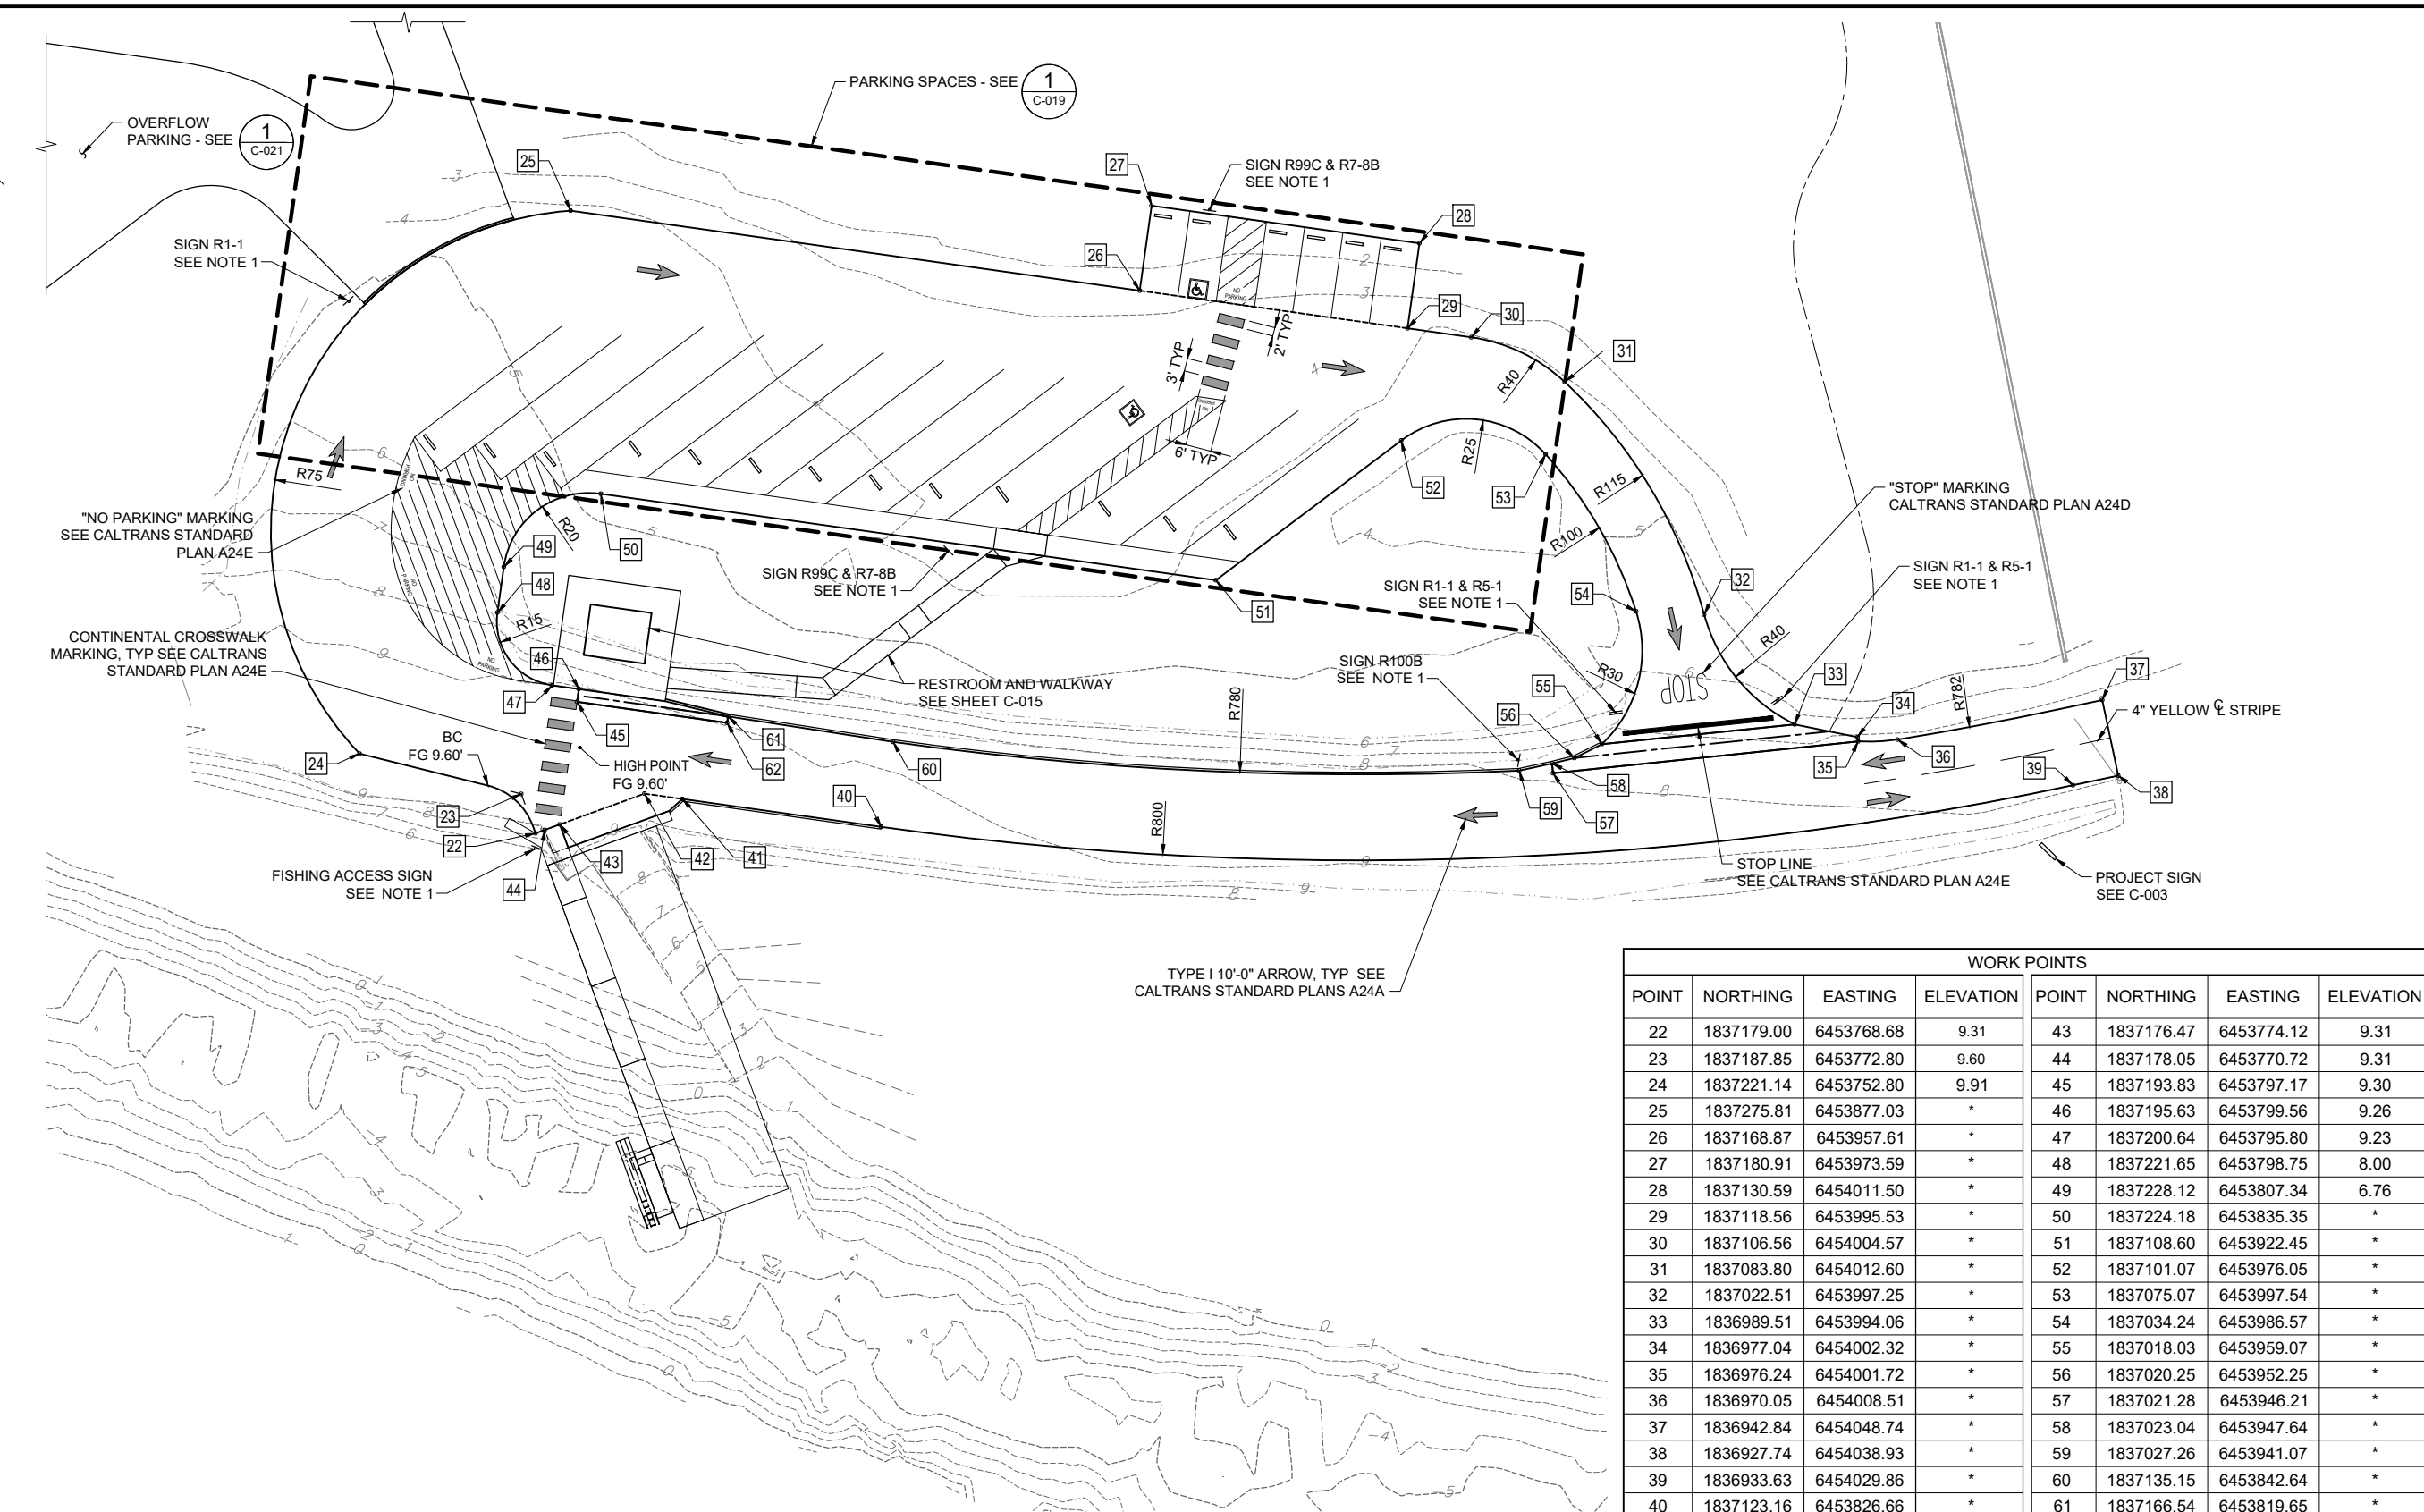 PARKING SPACES - SEE
1
C-019
OVERFLOW
PARKING - SEE
1
C-021
25
27
SIGN R99C & R7-8B
SEE NOTE 1
28
SIGN R1-1
SEE NOTE 1
26
NO
PARKING
29
30
31
2' TYP
3' TYP
R40
6' TYP
R25
52
53
R115
R100
"STOP" MARKING
CALTRANS STANDARD PLAN A24D
R75
NO
PARKING
"NO PARKING" MARKING
SEE CALTRANS STANDARD
PLAN A24E
R20
49
50
48
SIGN R99C & R7-8B
SEE NOTE 1
51
SIGN R1-1 & R5-1
SEE NOTE 1
54
32
SIGN R1-1 & R5-1
SEE NOTE 1
NO
PARKING
R15
CONTINENTAL CROSSWALK
MARKING, TYP SEE CALTRANS
STANDARD PLAN A24E
46
NO
PARKING
47
45
RESTROOM AND WALKWAY
SEE SHEET C-015
R780
SIGN R100B
SEE NOTE 1
R30
STOP
R40
55
56
33
34
R782
37
4" YELLOW ℄ STRIPE
24
BC
FG 9.60'
HIGH POINT
FG 9.60'
61
62
60
35
36
39
38
23
22
40
R800
59
58
57
43
42
41
44
FISHING ACCESS SIGN
SEE NOTE 1
STOP LINE
SEE CALTRANS STANDARD PLAN A24E
PROJECT SIGN
SEE C-003
TYPE I 10'-0" ARROW, TYP SEE
CALTRANS STANDARD PLANS A24A
WORK POINTS
POINT NORTHING EASTING ELEVATION POINT NORTHING EASTING ELEVATION
22 1837179.00 6453768.68 9.31 43 1837176.47 6453774.12 9.31
23 1837187.85 6453772.80 9.60 44 1837178.05 6453770.72 9.31
24 1837221.14 6453752.80 9.91 45 1837193.83 6453797.17 9.30
25 1837275.81 6453877.03 * 46 1837195.63 6453799.56 9.26
26 1837168.87 6453957.61 * 47 1837200.64 6453795.80 9.23
27 1837180.91 6453973.59 * 48 1837221.65 6453798.75 8.00
28 1837130.59 6454011.50 * 49 1837228.12 6453807.34 6.76
29 1837118.56 6453995.53 * 50 1837224.18 6453835.35 *
30 1837106.56 6454004.57 * 51 1837108.60 6453922.45 *
31 1837083.80 6454012.60 * 52 1837101.07 6453976.05 *
32 1837022.51 6453997.25 * 53 1837075.07 6453997.54 *
33 1836989.51 6453994.06 * 54 1837034.24 6453986.57 *
34 1836977.04 6454002.32 * 55 1837018.03 6453959.07 *
35 1836976.24 6454001.72 * 56 1837020.25 6453952.25 *
36 1836970.05 6454008.51 * 57 1837021.28 6453946.21 *
37 1836942.84 6454048.74 * 58 1837023.04 6453947.64 *
38 1836927.74 6454038.93 * 59 1837027.26 6453941.07 *
39 1836933.63 6454029.86 * 60 1837135.15 6453842.64 *
40 1837123.16 6453826.66 * 61 1837166.54 6453819.65 *